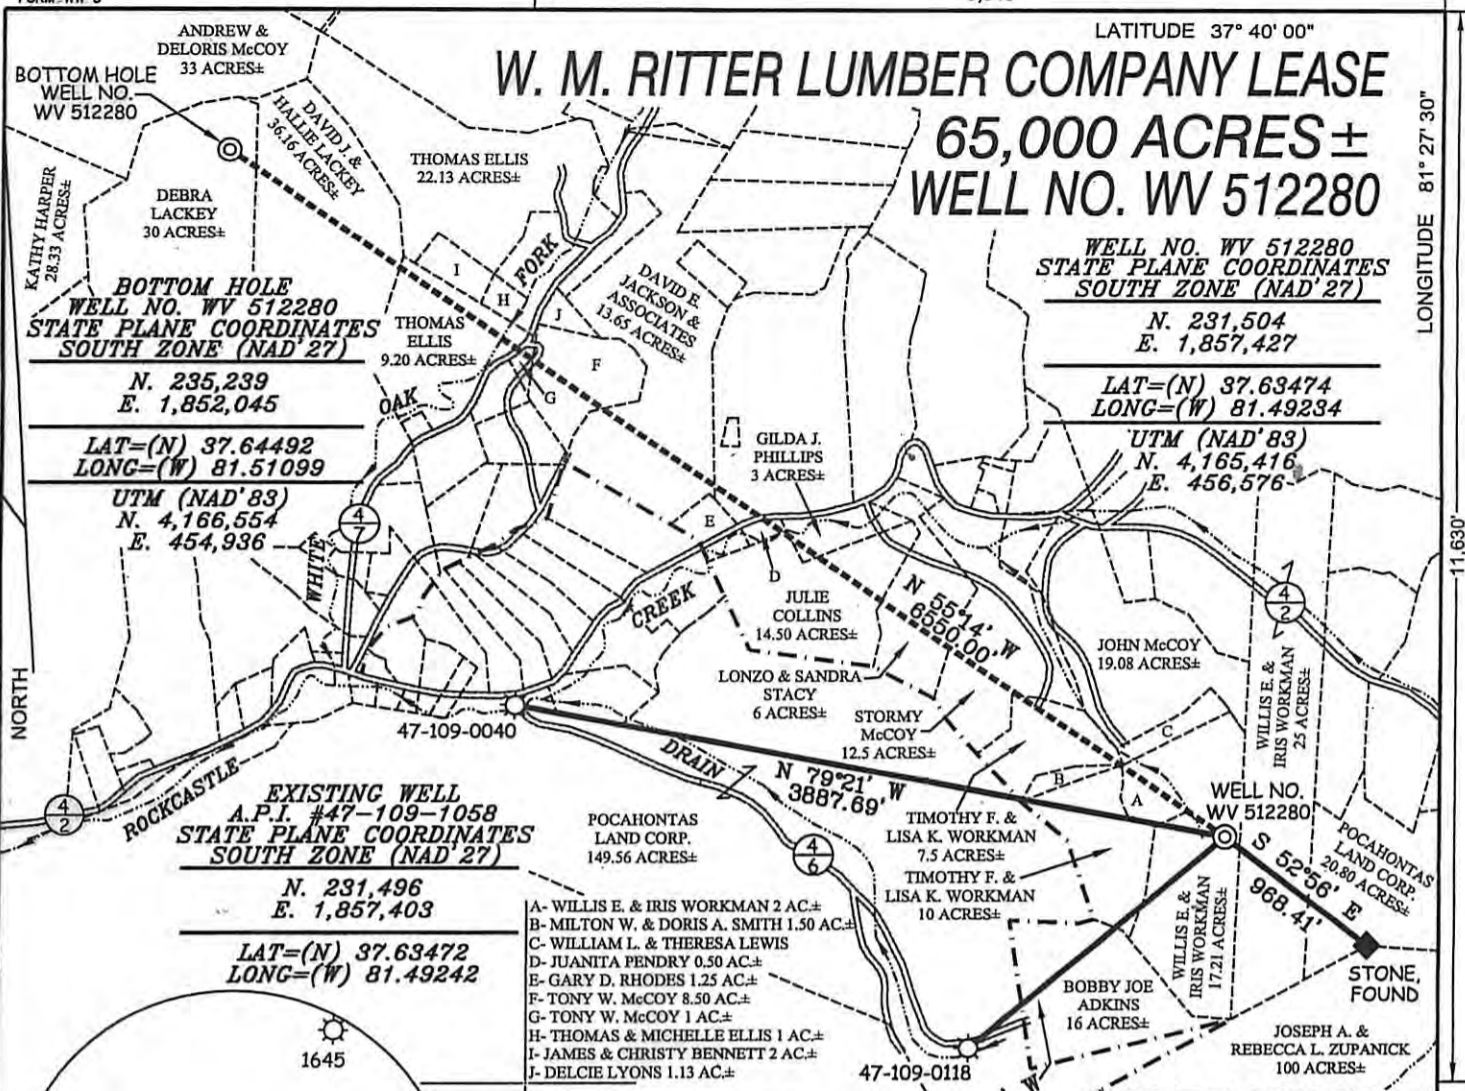 LATITUDE 37° 40' 00"
W. M. RITTER LUMBER COMPANY LEASE
65,000 ACRES±
WELL NO. WV 512280
LONGITUDE 81° 27' 30"
11,630'
NORTH
ANDREW &
DELORIS McCOY
33 ACRES±
BOTTOM HOLE
WELL NO.
WV 512280
DAVID J. &
HALLIE LACKEY
36.16 ACRES±
THOMAS ELLIS
22.13 ACRES±
KATHY HARPER
28.33 ACRES±
DEBRA
LACKEY
30 ACRES±
BOTTOM HOLE
WELL NO. WV 512280
STATE PLANE COORDINATES
SOUTH ZONE (NAD'27)
N. 235,239
E. 1,852,045
LAT=(N) 37.64492
LONG=(W) 81.51099
UTM (NAD'83)
N. 4,166,554
E. 454,936
WELL NO. WV 512280
STATE PLANE COORDINATES
SOUTH ZONE (NAD'27)
N. 231,504
E. 1,857,427
LAT=(N) 37.63474
LONG=(W) 81.49234
UTM (NAD'83)
N. 4,165,416
E. 456,576
I
H
J
F
G
FORK
OAK
WHITE
THOMAS
ELLIS
9.20 ACRES±
DAVID E.
JACKSON &
ASSOCIATES
13.65 ACRES±
GILDA J.
PHILLIPS
3 ACRES±
E
D
4
7
CREEK
JULIE
COLLINS
14.50 ACRES±
N 55°14' W
6550.00'
4
2
JOHN McCOY
19.08 ACRES±
WILLIS E. &
IRIS WORKMAN
25 ACRES±
LONZO & SANDRA
STACY
6 ACRES±
STORMY
McCOY
12.5 ACRES±
47-109-0040
DRAIN
N 79°21' W
3887.69'
C
B
A
4
2
ROCKCASTLE
WELL NO.
WV 512280
POCAHONTAS
LAND CORP.
20.80 ACRES±
S 52°56' E
968.41'
STONE,
FOUND
EXISTING WELL
A.P.I. #47-109-1058
STATE PLANE COORDINATES
SOUTH ZONE (NAD'27)
N. 231,496
E. 1,857,403
LAT=(N) 37.63472
LONG=(W) 81.49242
POCAHONTAS
LAND CORP.
149.56 ACRES±
4
6
TIMOTHY F. &
LISA K. WORKMAN
7.5 ACRES±
TIMOTHY F. &
LISA K. WORKMAN
10 ACRES±
WILLIS E. &
IRIS WORKMAN
17.21 ACRES±
A- WILLIS E. & IRIS WORKMAN 2 AC.±
B- MILTON W. & DORIS A. SMITH 1.50 AC.±
C- WILLIAM L. & THERESA LEWIS
D- JUANITA PENDRY 0.50 AC.±
E- GARY D. RHODES 1.25 AC.±
F- TONY W. McCOY 8.50 AC.±
G- TONY W. McCOY 1 AC.±
H- THOMAS & MICHELLE ELLIS 1 AC.±
I- JAMES & CHRISTY BENNETT 2 AC.±
J- DELCIE LYONS 1.13 AC.±
BOBBY JOE
ADKINS
16 ACRES±
JOSEPH A. &
REBECCA L. ZUPANICK
100 ACRES±
47-109-0118
1645